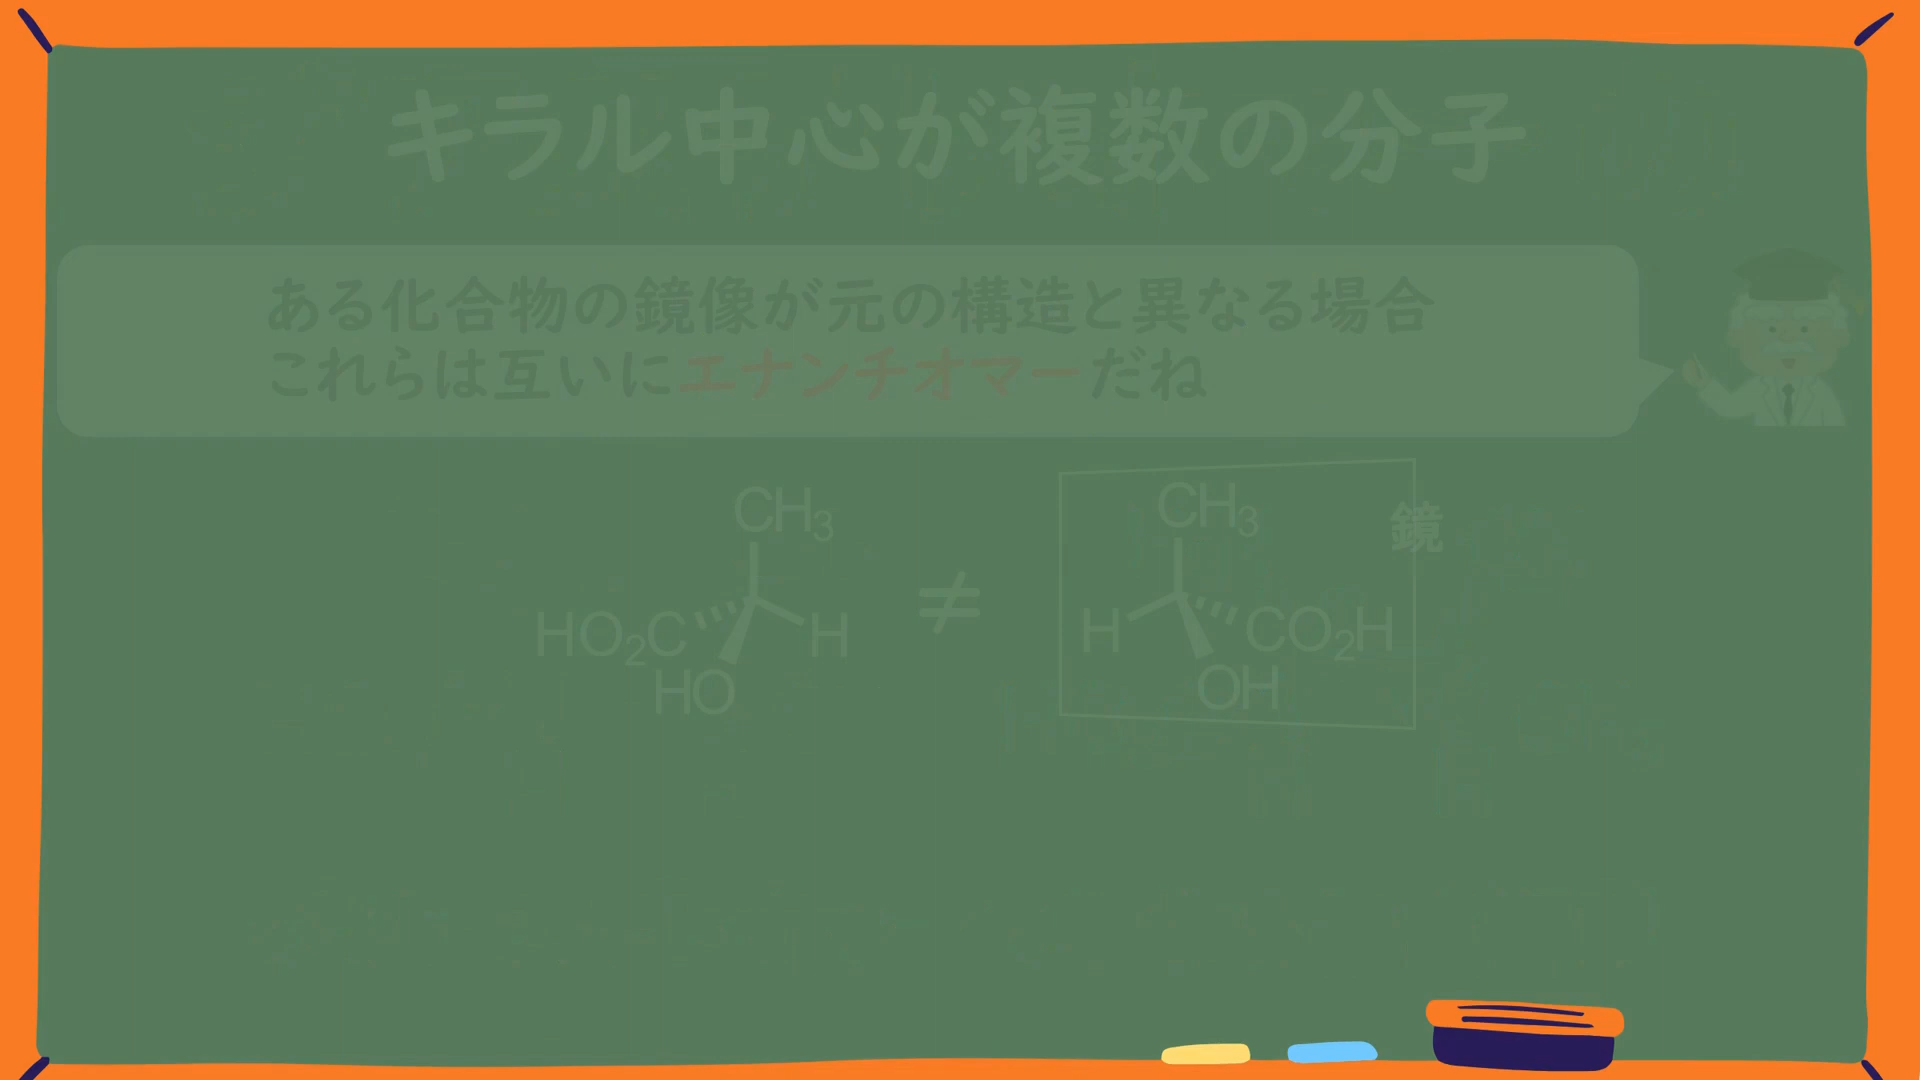 キラル中心が複数の分子
ある化合物の鏡像が元の構造と異なる場合
これらは互いにエナンチオマーだね
CH3
HO2C
H
HO
≠
CH3
鏡
H
CO2H
OH